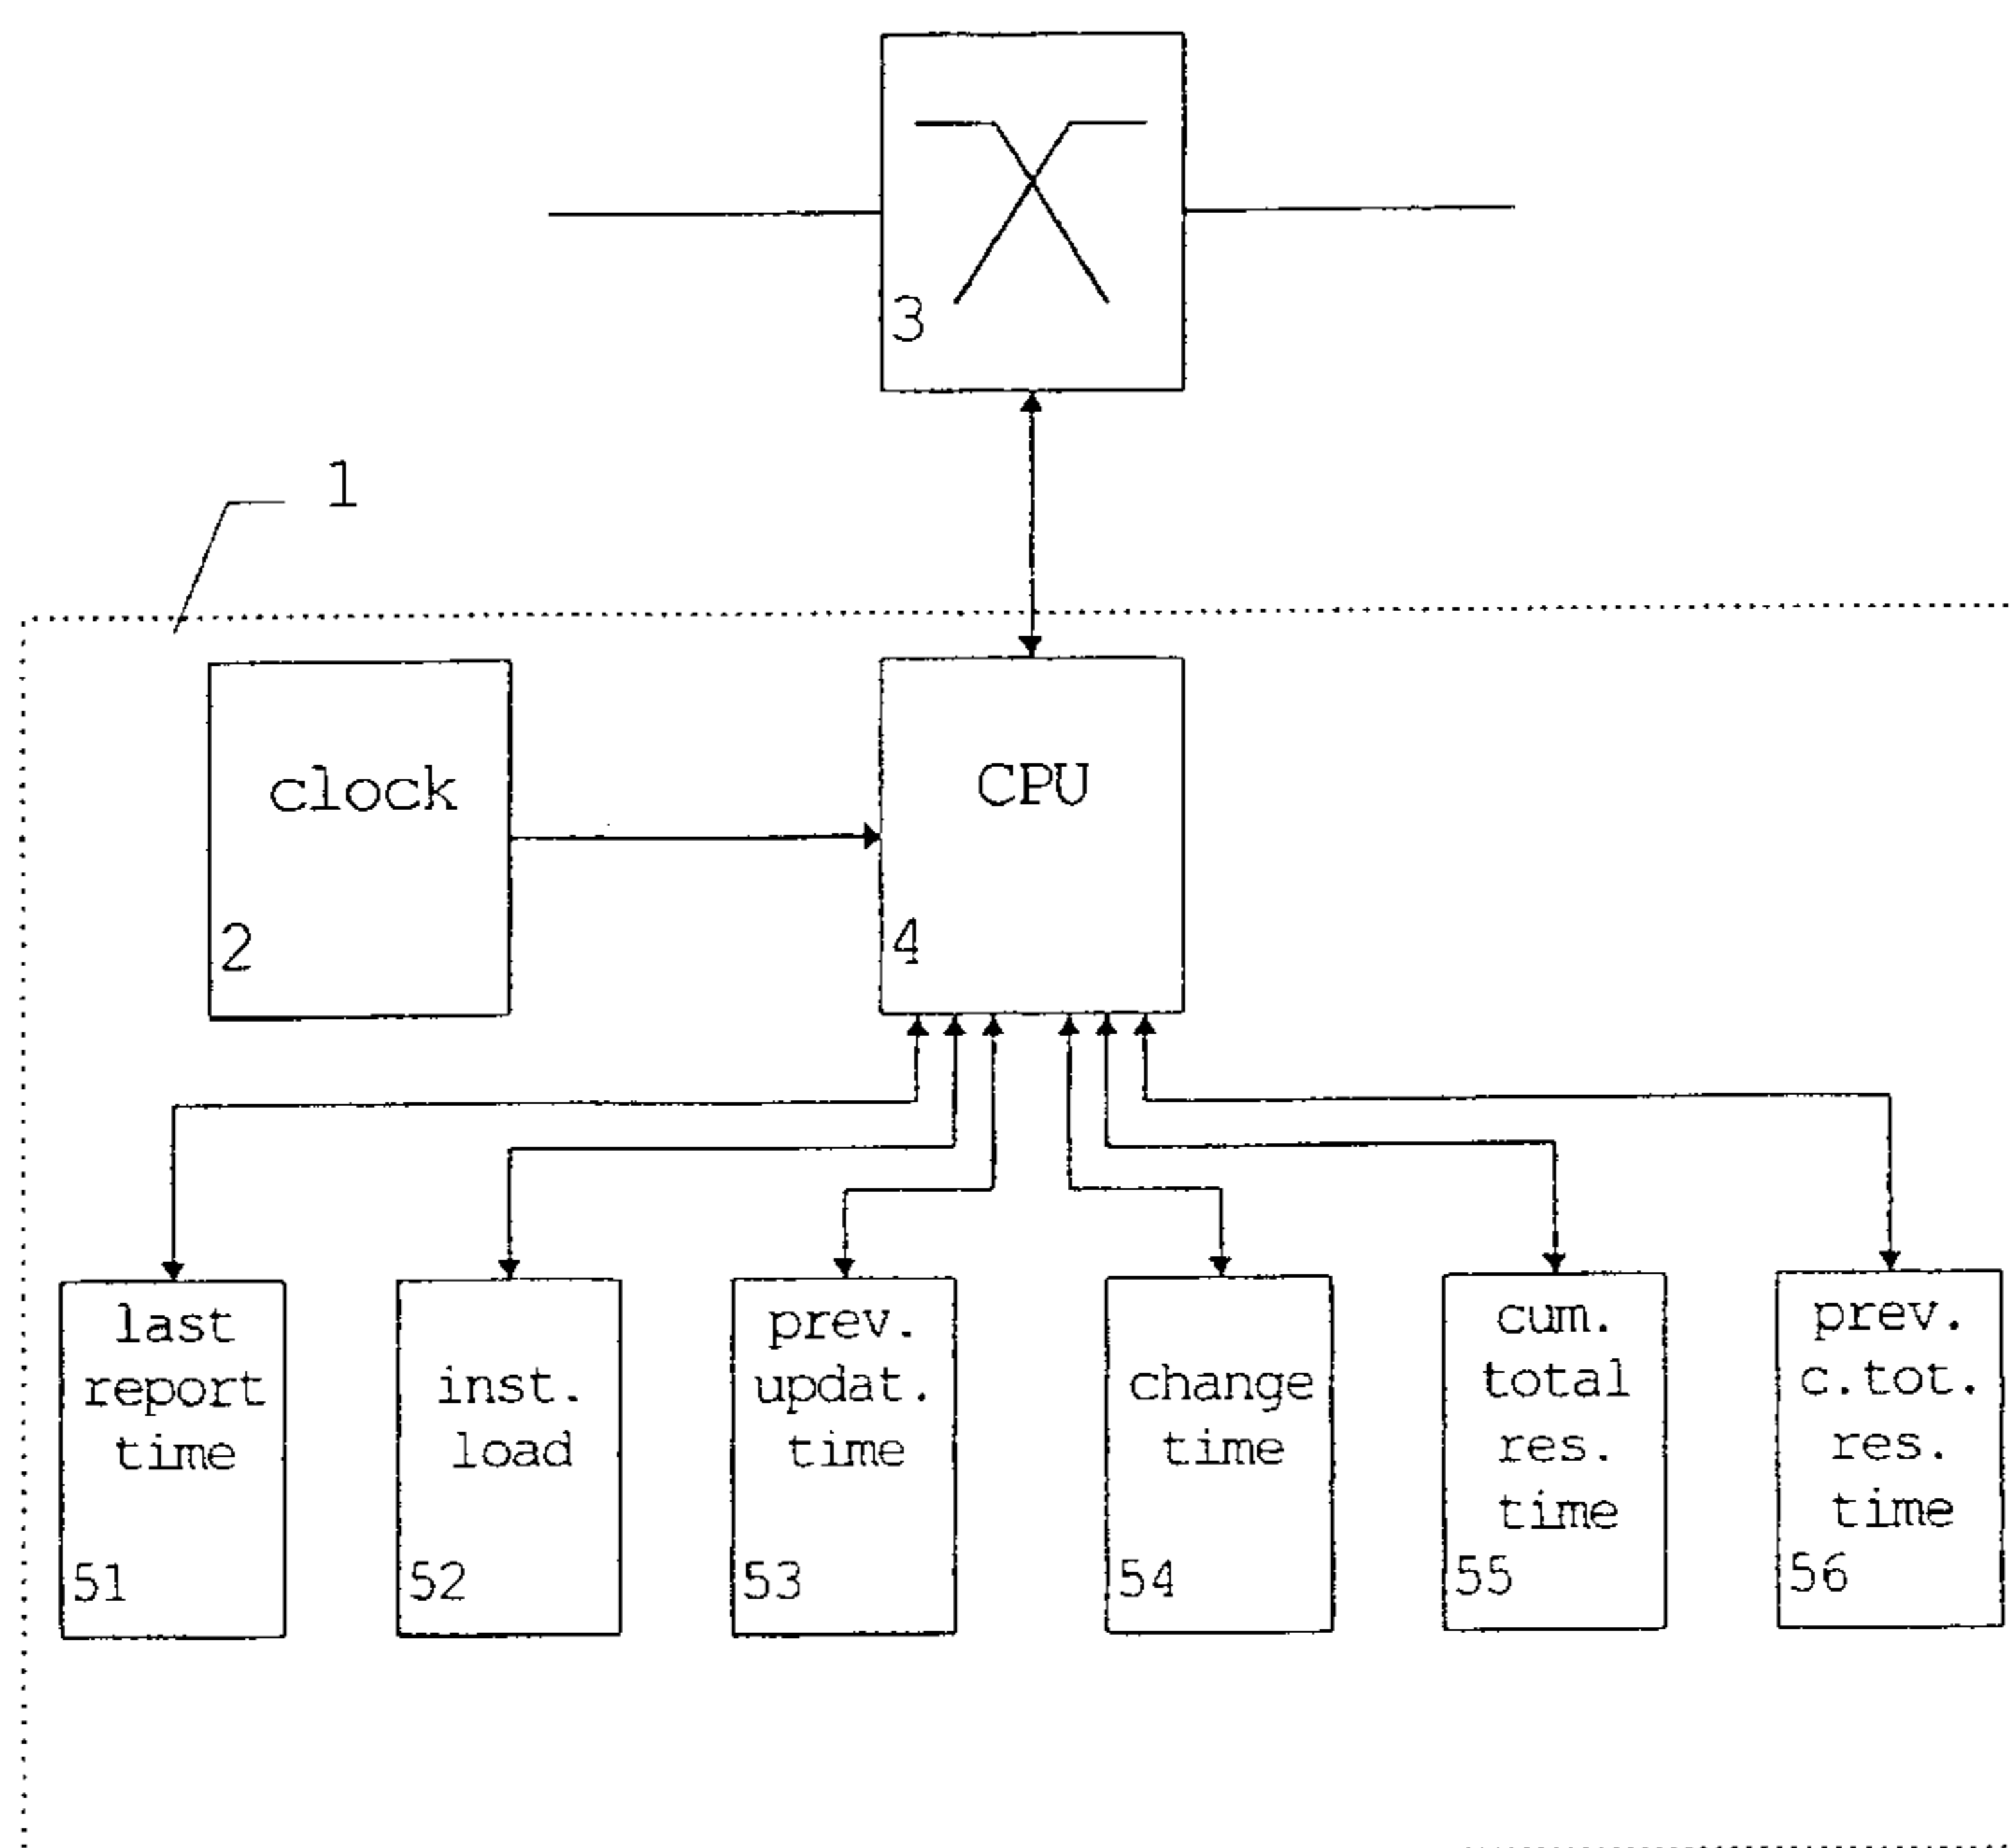 3
1
clock
2
CPU
4
last
report
time
51
inst.
load
52
prev.
updat.
time
53
change
time
54
cum.
total
res.
time
55
prev.
c.tot.
res.
time
56